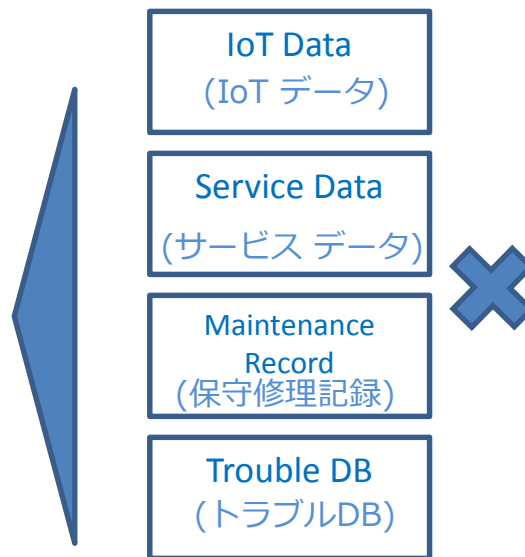 IoT Data
(IoT データ)
Service Data
(サービス データ)
Maintenance
Record
(保守修理記録)
Trouble DB
(トラブルDB)